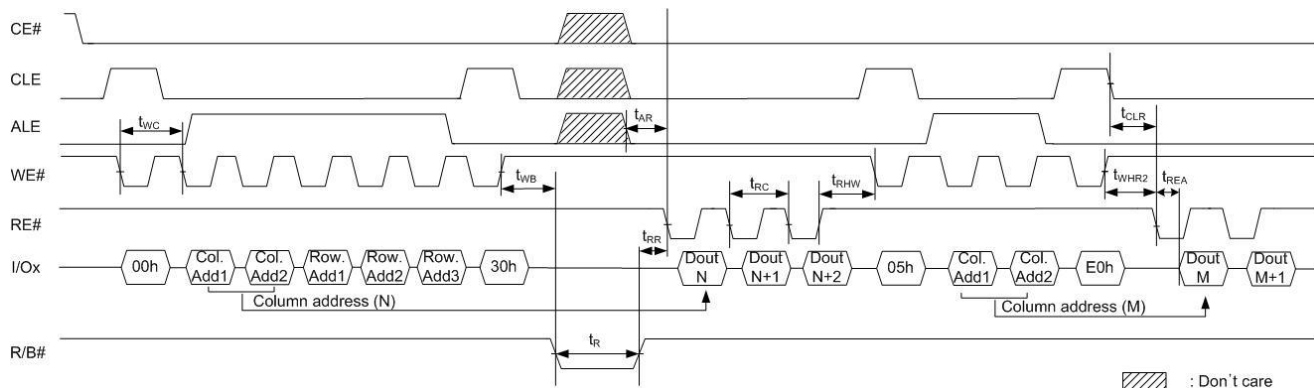 CE#
CLE
ALE
tWC
tAR
tCLR
WE#
tWB
tRC
tRHW
tWHR2
tREA
RE#
tRR
I/Ox
00h
Col. Add1
Col. Add2
Row. Add1
Row. Add2
Row. Add3
30h
Dout N
Dout N+1
Dout N+2
05h
Col. Add1
Col. Add2
E0h
Dout M
Dout M+1
Column address (N)
Column address (M)
R/B#
tR
: Don't care